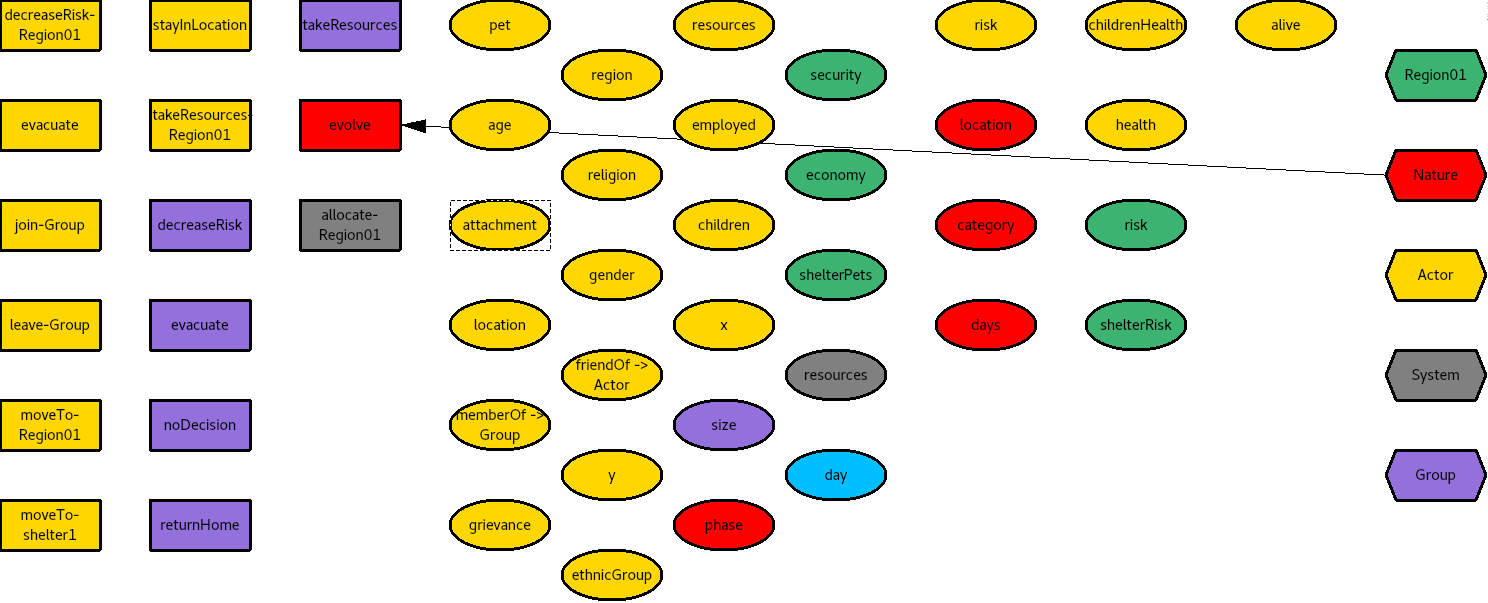 decreaseRisk-
Region01
stayInLocation
takeResources
pet
resources
risk
childrenHealth
alive
region
security
Region01
evacuate
takeResources-
Region01
evolve
age
employed
location
health
religion
economy
Nature
join-Group
decreaseRisk
allocate-
Region01
attachment
children
category
risk
gender
shelterPets
Actor
leave-Group
evacuate
location
x
days
shelterRisk
friendOf ->
Actor
resources
System
moveTo-
Region01
noDecision
memberOf ->
Group
size
y
day
Group
moveTo-
shelter1
returnHome
grievance
phase
ethnicGroup